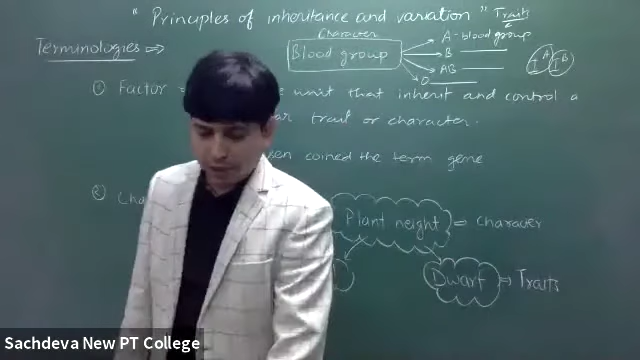 " Principles of inheritance and variation " Traits
Character
Terminologies ⇒
Blood group
A - blood group
B
AB
O
I^A I^B
① Factor = unit that inherit and control a
trait or character.
coined the term gene
②
Plant height = character
Dwarf ⇒ Traits
Sachdeva New PT College